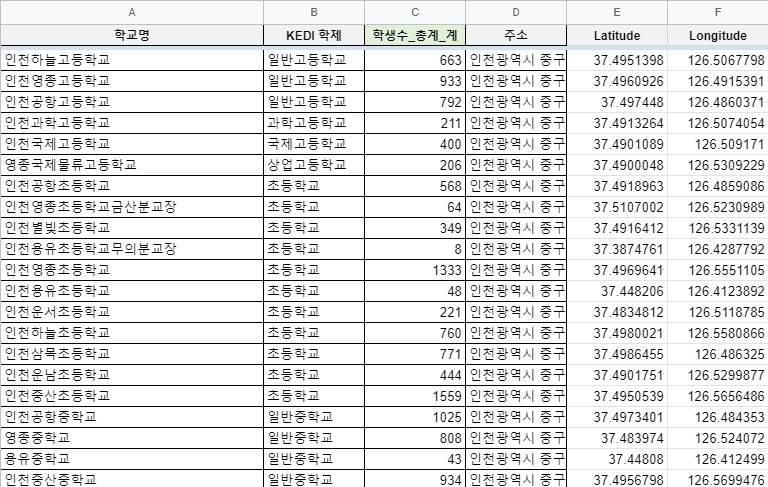 A B C D E F
학교명 KEDI 학제 학생수_총계_계 주소 Latitude Longitude
인천하늘고등학교 일반고등학교 663 인천광역시 중구 37.4951398 126.5067798
인천영종고등학교 일반고등학교 933 인천광역시 중구 37.4960926 126.4915391
인천공항고등학교 일반고등학교 792 인천광역시 중구 37.497448 126.4860371
인천과학고등학교 과학고등학교 211 인천광역시 중구 37.4913264 126.5074054
인천국제고등학교 국제고등학교 400 인천광역시 중구 37.4901089 126.509171
영종국제물류고등학교 상업고등학교 206 인천광역시 중구 37.4900048 126.5309229
인천공항초등학교 초등학교 568 인천광역시 중구 37.4918963 126.4859086
인천영종초등학교금산분교장 초등학교 64 인천광역시 중구 37.5107002 126.5230989
인천별빛초등학교 초등학교 349 인천광역시 중구 37.4916412 126.5331139
인천용유초등학교무의분교장 초등학교 8 인천광역시 중구 37.3874761 126.4287792
인천영종초등학교 초등학교 1333 인천광역시 중구 37.4969641 126.5551105
인천용유초등학교 초등학교 48 인천광역시 중구 37.448206 126.4123892
인천운서초등학교 초등학교 221 인천광역시 중구 37.4834812 126.5118785
인천하늘초등학교 초등학교 760 인천광역시 중구 37.4980021 126.5580866
인천삼목초등학교 초등학교 771 인천광역시 중구 37.4986455 126.486325
인천운남초등학교 초등학교 444 인천광역시 중구 37.4901751 126.5299877
인천중산초등학교 초등학교 1559 인천광역시 중구 37.4950539 126.5656486
인천공항중학교 일반중학교 1025 인천광역시 중구 37.4973401 126.484353
영종중학교 일반중학교 808 인천광역시 중구 37.483974 126.524072
용유중학교 일반중학교 43 인천광역시 중구 37.44808 126.412499
인천중산중학교 일반중학교 934 인천광역시 중구 37.4956798 126.5699476